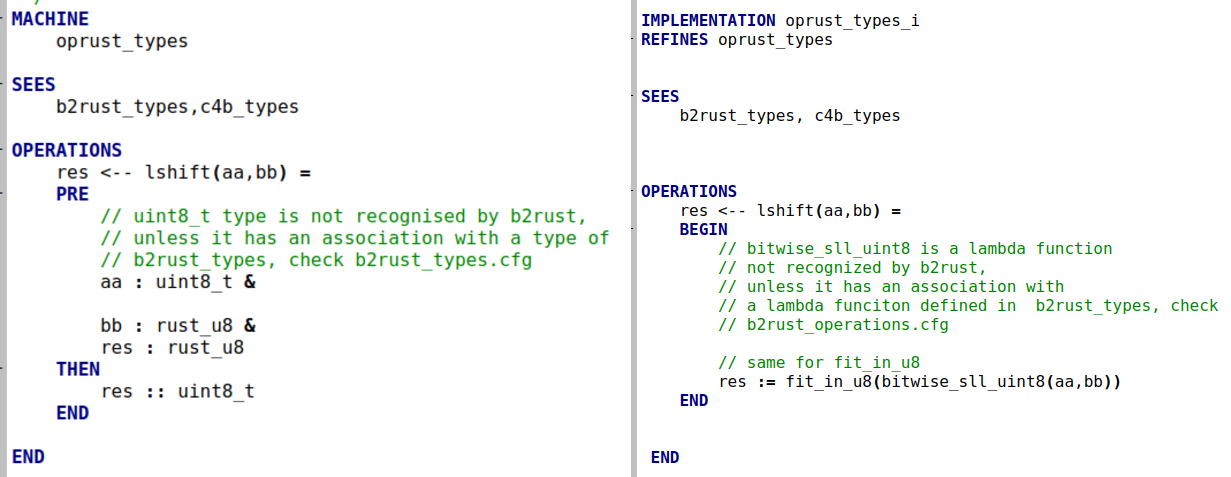 MACHINE
oprust_types
SEES
b2rust_types,c4b_types
OPERATIONS
res <-- lshift(aa,bb) =
PRE
// uint8_t type is not recognised by b2rust,
// unless it has an association with a type of
// b2rust_types, check b2rust_types.cfg
aa : uint8_t &
bb : rust_u8 &
res : rust_u8
THEN
res :: uint8_t
END
END
IMPLEMENTATION oprust_types_i
REFINES oprust_types
SEES
b2rust_types, c4b_types
OPERATIONS
res <-- lshift(aa,bb) =
BEGIN
// bitwise_sll_uint8 is a lambda function
// not recognized by b2rust,
// unless it has an association with
// a lambda funciton defined in  b2rust_types, check
// b2rust_operations.cfg
// same for fit_in_u8
res := fit_in_u8(bitwise_sll_uint8(aa,bb))
END
END